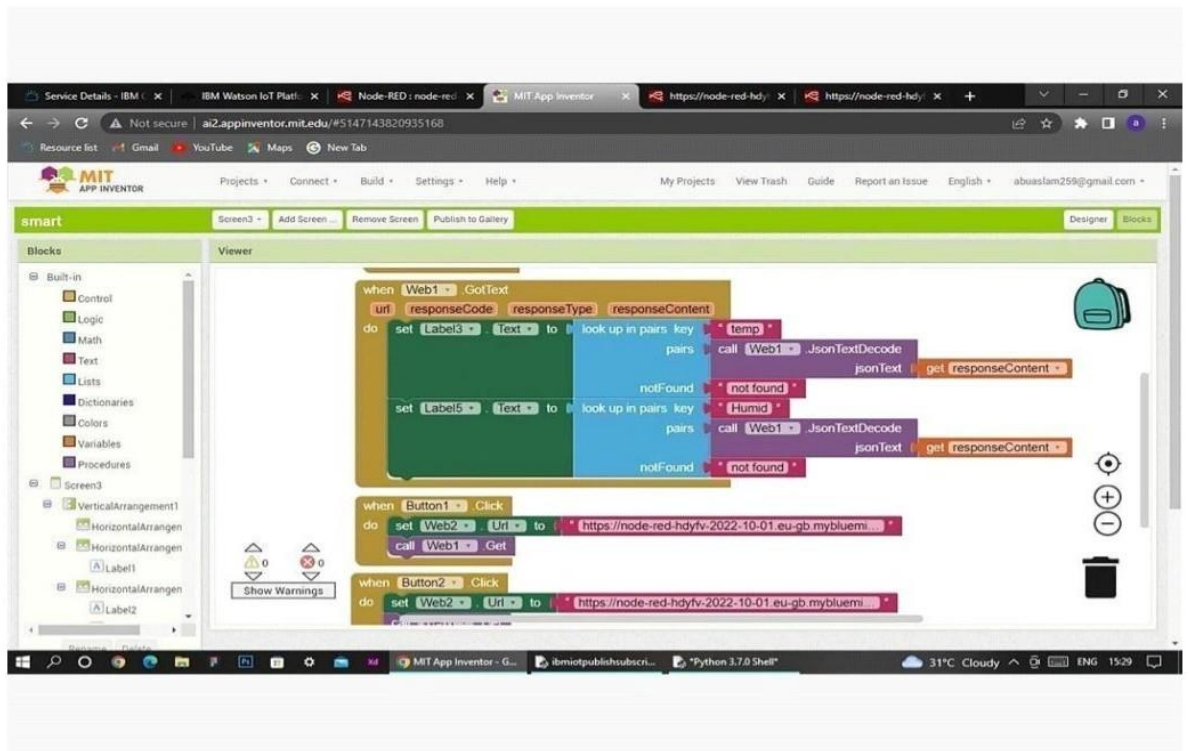 Service Details - IBM C IBM Watson IoT Platfo Node-RED : node-red MIT App Inventor https://node-red-hdy https://node-red-hdy
Not secure ai2.appinventor.mit.edu/#5147143820935168
Resource list Gmail YouTube Maps New Tab
MIT
APP INVENTOR
Projects Connect Build Settings Help My Projects View Trash Guide Report an Issue English abuaslam259@gmail.com
smart Screen3 Add Screen ... Remove Screen Publish to Gallery Designer Blocks
Blocks Viewer
Built-in
Control
Logic
Math
Text
Lists
Dictionaries
Colors
Variables
Procedures
Screen3
VerticalArrangement1
HorizontalArrangen
HorizontalArrangen
Label1
HorizontalArrangen
Label2
Rename Delete
when Web1 .GotText
url responseCode responseType responseContent
do set Label3 . Text to look up in pairs key " temp "
pairs call Web1 .JsonTextDecode
jsonText get responseContent
notFound " not found "
set Label5 . Text to look up in pairs key " Humid "
pairs call Web1 .JsonTextDecode
jsonText get responseContent
notFound " not found "
when Button1 .Click
do set Web2 . Url to " https://node-red-hdyfv-2022-10-01.eu-gb.mybluemi... "
call Web1 .Get
when Button2 .Click
do set Web2 . Url to " https://node-red-hdyfv-2022-10-01.eu-gb.mybluemi... "
0 0
Show Warnings
MIT App Inventor - G... ibmiotpublishsubscri... *Python 3.7.0 Shell* 31°C Cloudy ENG 15:29